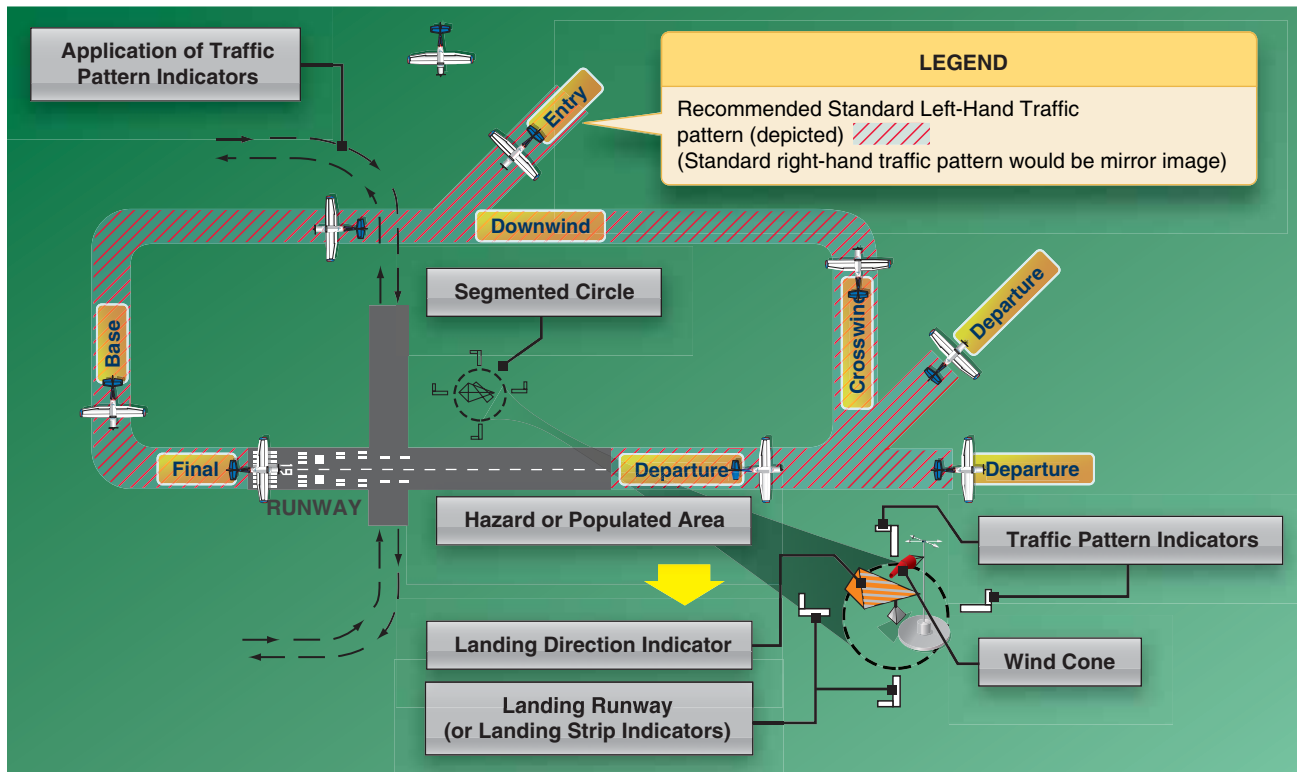 Application of Traffic
Pattern Indicators
LEGEND
Recommended Standard Left-Hand Traffic
pattern (depicted)
(Standard right-hand traffic pattern would be mirror image)
Entry
Downwind
Segmented Circle
Base
Crosswind
Departure
Final
19
RUNWAY
Departure
Departure
Hazard or Populated Area
Traffic Pattern Indicators
Landing Direction Indicator
Wind Cone
Landing Runway
(or Landing Strip Indicators)